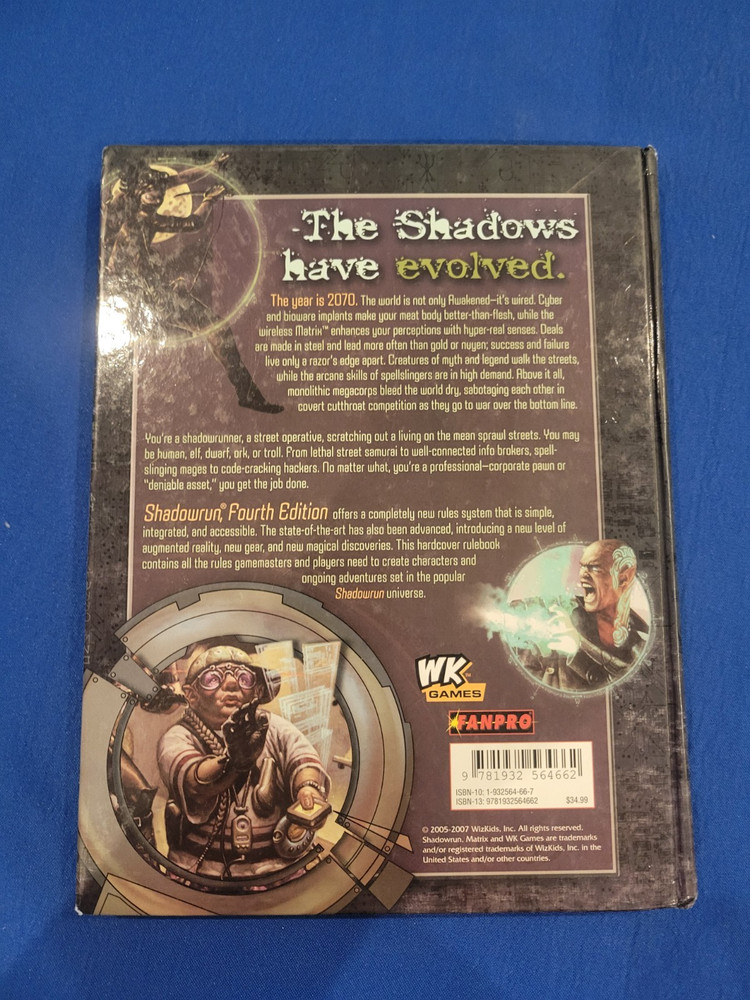 The Shadows
have evolved.
The year is 2070. The world is not only Awakened—it's wired. Cyber
and bioware implants make your meat body better-than-flesh, while the
wireless Matrix™ enhances your perceptions with hyper-real senses. Deals
are made in steel and lead more often than gold or nuyen; success and failure
live only a razor's edge apart. Creatures of myth and legend walk the streets,
while the arcane skills of spellslingers are in high demand. Above it all,
monolithic megacorps bleed the world dry, sabotaging each other in
covert cutthroat competition as they go to war over the bottom line.
You're a shadowrunner, a street operative, scratching out a living on the mean sprawl streets. You may
be human, elf, dwarf, ork, or troll. From lethal street samurai to well-connected info brokers, spell-
slinging mages to code-cracking hackers. No matter what, you're a professional—corporate pawn or
"deniable asset," you get the job done.
Shadowrun®, Fourth Edition offers a completely new rules system that is simple,
integrated, and accessible. The state-of-the-art has also been advanced, introducing a new level of
augmented reality, new gear, and new magical discoveries. This hardcover rulebook
contains all the rules gamemasters and players need to create characters and
ongoing adventures set in the popular
Shadowrun universe.
WK
GAMES
FANPRO
9 781932 564662
ISBN-10: 1-932564-66-7
ISBN-13: 9781932564662 $34.99
© 2005-2007 WizKids, Inc. All rights reserved.
Shadowrun, Matrix and WK Games are trademarks
and/or registered trademarks of WizKids, Inc. in the
United States and/or other countries.